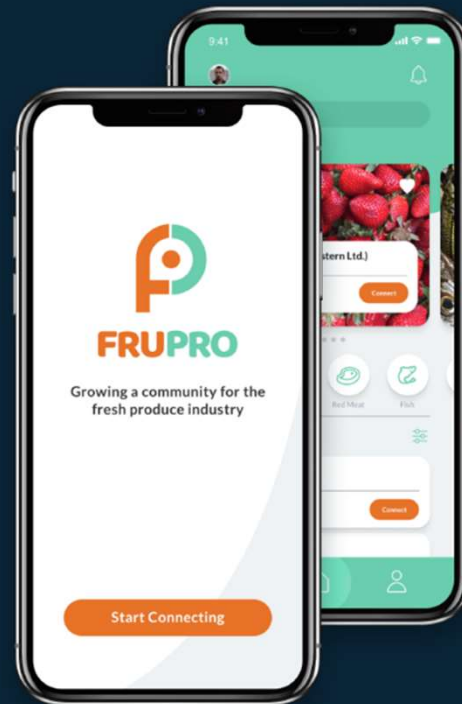 9:41
stern Ltd.)
Connect
Red Meat
Fish
Connect
FRUPRO
Growing a community for the
fresh produce industry
Start Connecting